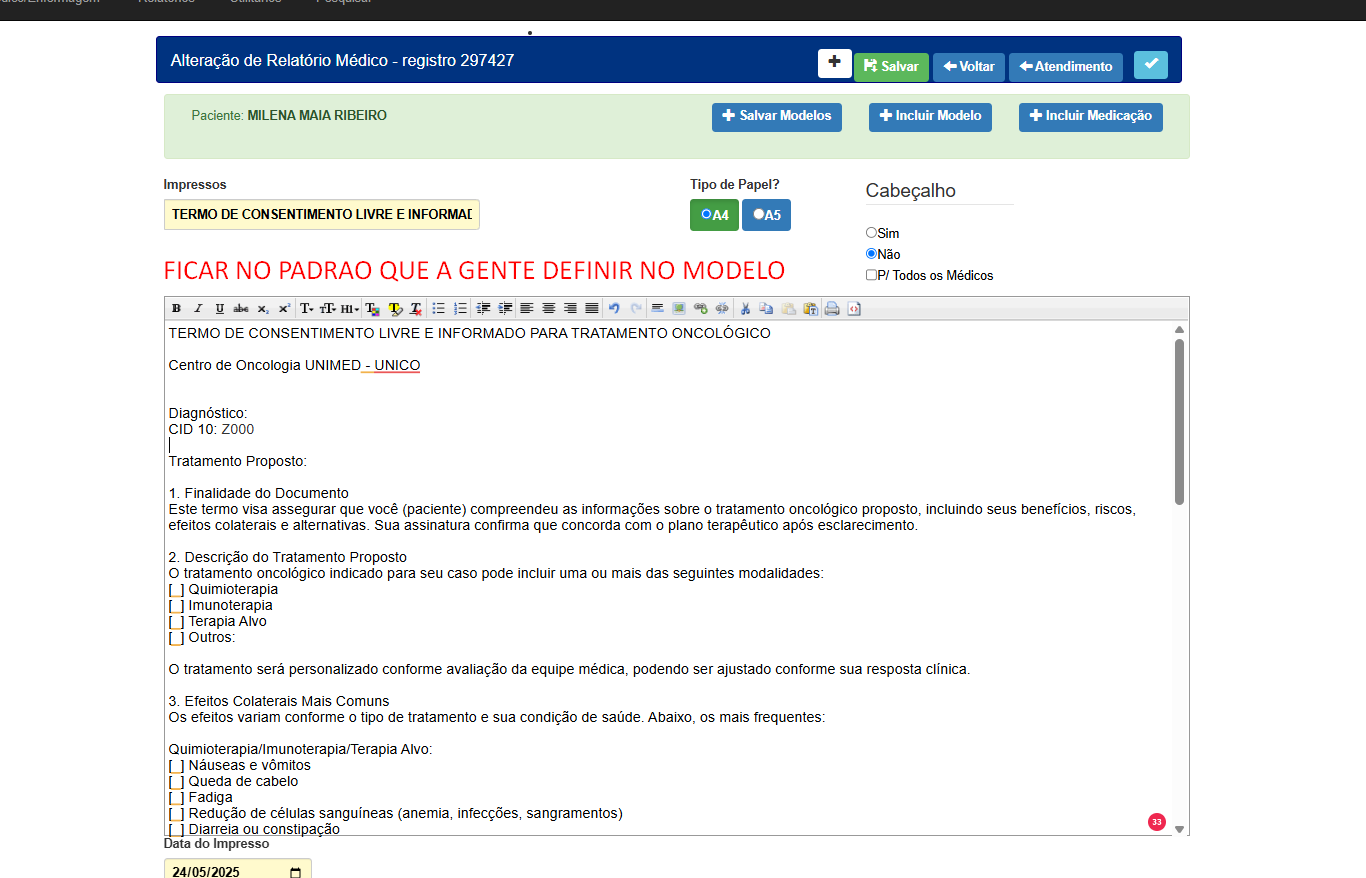 Relatórios Utilitários Pesquisar
Alteração de Relatório Médico - registro 297427
Salvar Voltar Atendimento
Paciente: MILENA MAIA RIBEIRO
Salvar Modelos Incluir Modelo Incluir Medicação
Impressos
TERMO DE CONSENTIMENTO LIVRE E INFORMAD
Tipo de Papel?
A4 A5
Cabeçalho
Sim
Não
P/ Todos os Médicos
FICAR NO PADRAO QUE A GENTE DEFINIR NO MODELO
TERMO DE CONSENTIMENTO LIVRE E INFORMADO PARA TRATAMENTO ONCOLÓGICO
Centro de Oncologia UNIMED - UNICO
Diagnóstico:
CID 10: Z000
Tratamento Proposto:
1. Finalidade do Documento
Este termo visa assegurar que você (paciente) compreendeu as informações sobre o tratamento oncológico proposto, incluindo seus benefícios, riscos,
efeitos colaterais e alternativas. Sua assinatura confirma que concorda com o plano terapêutico após esclarecimento.
2. Descrição do Tratamento Proposto
O tratamento oncológico indicado para seu caso pode incluir uma ou mais das seguintes modalidades:
[_] Quimioterapia
[_] Imunoterapia
[_] Terapia Alvo
[_] Outros:
O tratamento será personalizado conforme avaliação da equipe médica, podendo ser ajustado conforme sua resposta clínica.
3. Efeitos Colaterais Mais Comuns
Os efeitos variam conforme o tipo de tratamento e sua condição de saúde. Abaixo, os mais frequentes:
Quimioterapia/Imunoterapia/Terapia Alvo:
[_] Náuseas e vômitos
[_] Queda de cabelo
[_] Fadiga
[_] Redução de células sanguíneas (anemia, infecções, sangramentos)
[_] Diarreia ou constipação
33
Data do Impresso
24/05/2025